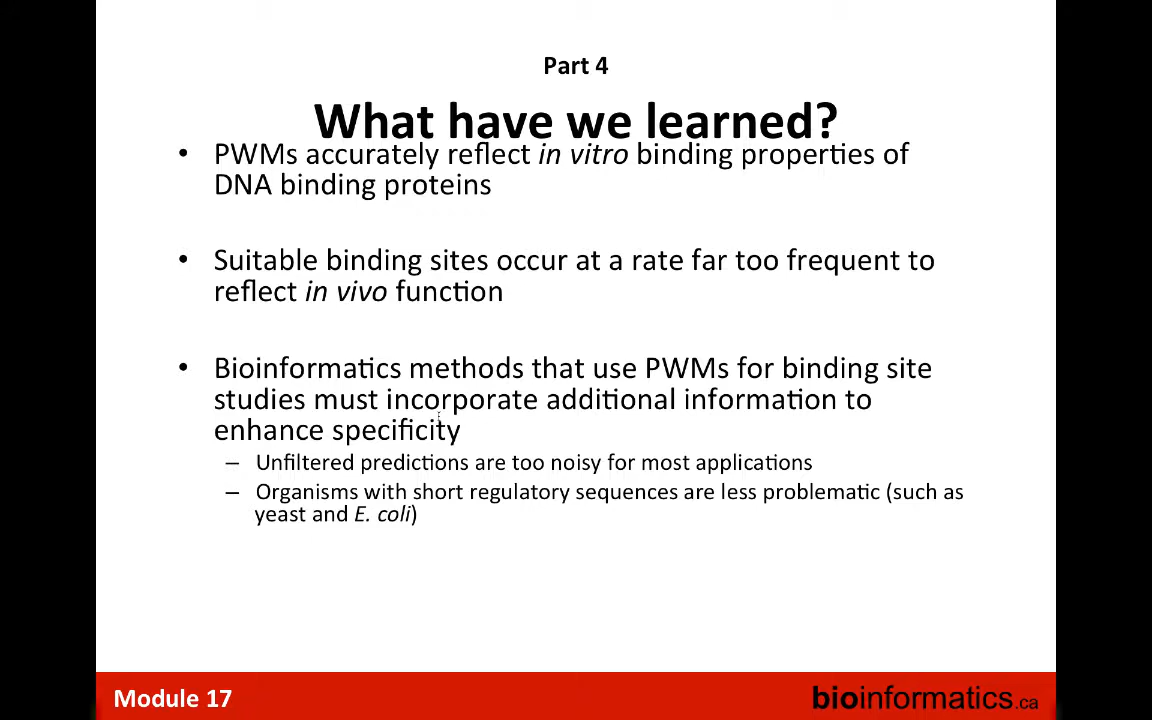 Part 4
What have we learned?
• PWMs accurately reflect in vitro binding properties of
DNA binding proteins
• Suitable binding sites occur at a rate far too frequent to
reflect in vivo function
• Bioinformatics methods that use PWMs for binding site
studies must incorporate additional information to
enhance specificity
– Unfiltered predictions are too noisy for most applications
– Organisms with short regulatory sequences are less problematic (such as
yeast and E. coli)
Module 17
bioinformatics.ca